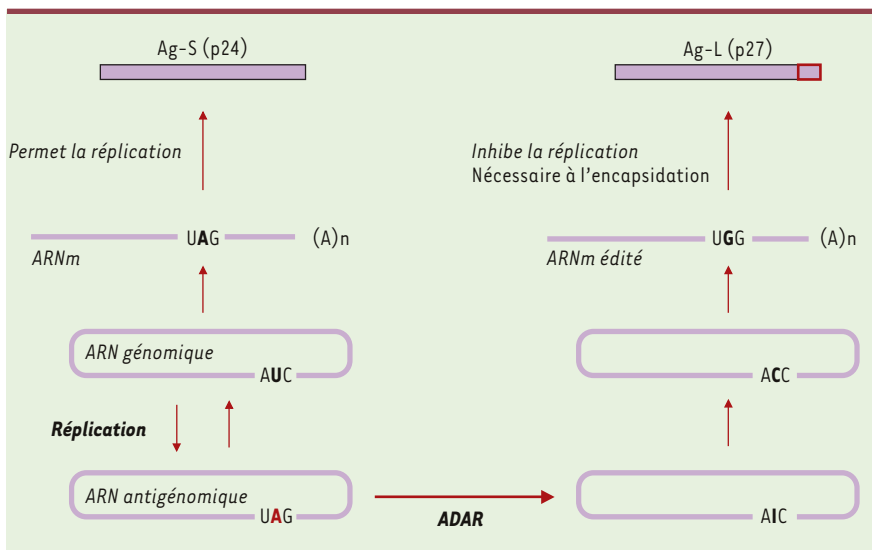 Ag-S (p24)
Ag-L (p27)
Permet la réplication
Inhibe la réplication
Nécessaire à l'encapsidation
UAG
(A)n
ARNm
UGG
(A)n
ARNm édité
ARN génomique
AUC
ACC
Réplication
ARN antigénomique
UAG
ADAR
AIC